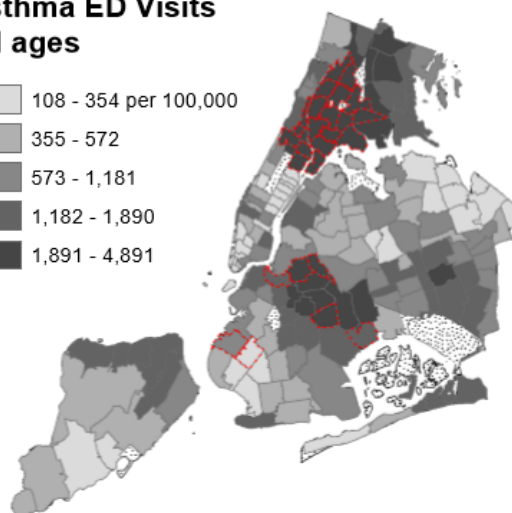 sthma ED Visits
ages
108 - 354 per 100,000
355 - 572
573 - 1,181
1,182 - 1,890
1,891 - 4,891